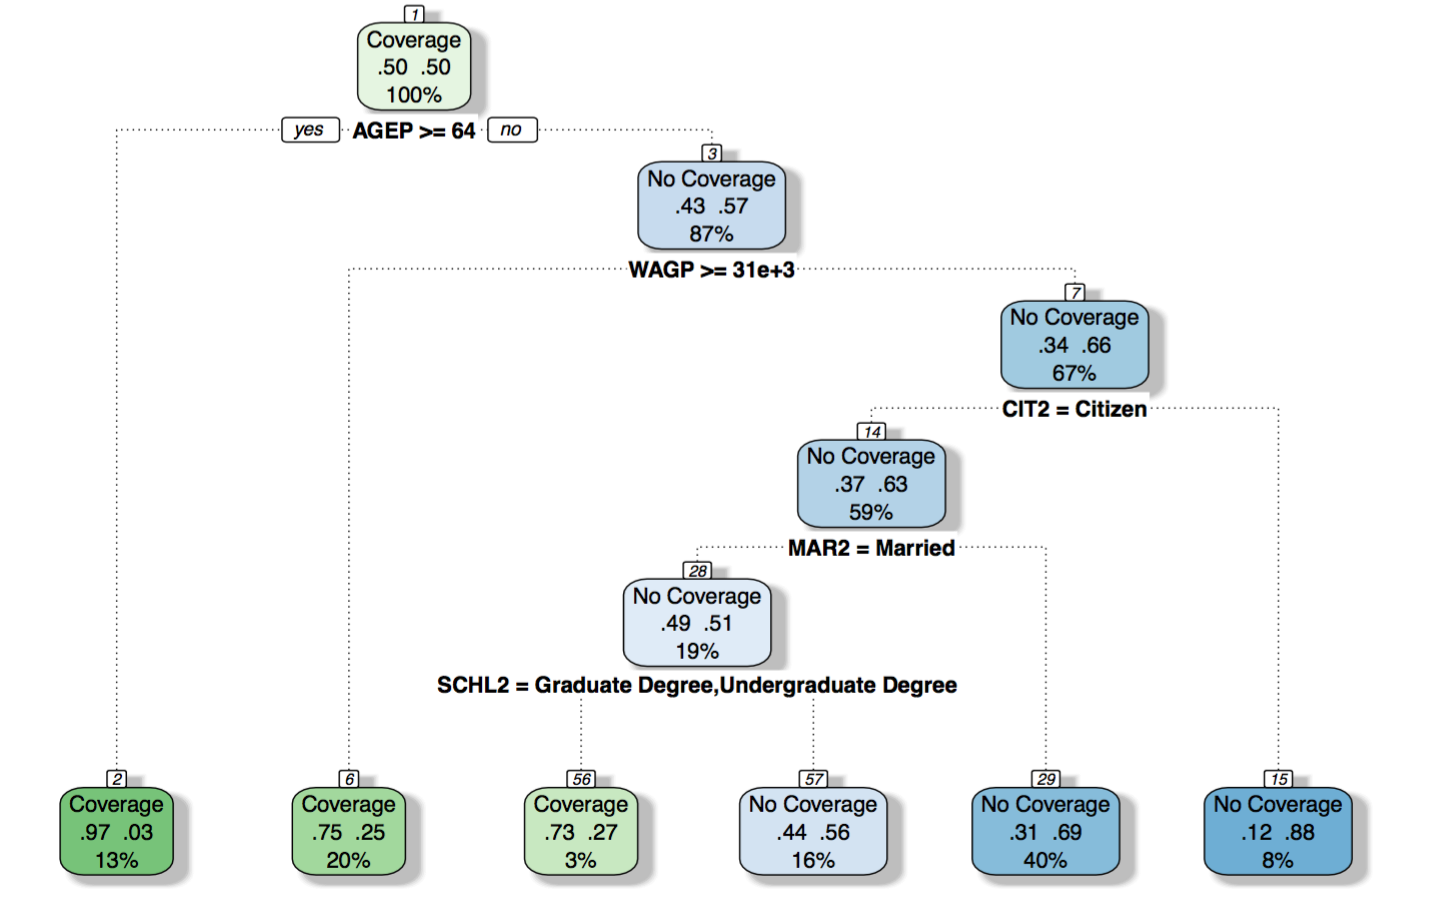 1
Coverage
.50 .50
100%
yes AGEP >= 64 no
3
No Coverage
.43 .57
87%
WAGP >= 31e+3
7
No Coverage
.34 .66
67%
CIT2 = Citizen
14
No Coverage
.37 .63
59%
MAR2 = Married
28
No Coverage
.49 .51
19%
SCHL2 = Graduate Degree,Undergraduate Degree
2
Coverage
.97 .03
13%
6
Coverage
.75 .25
20%
56
Coverage
.73 .27
3%
57
No Coverage
.44 .56
16%
29
No Coverage
.31 .69
40%
15
No Coverage
.12 .88
8%